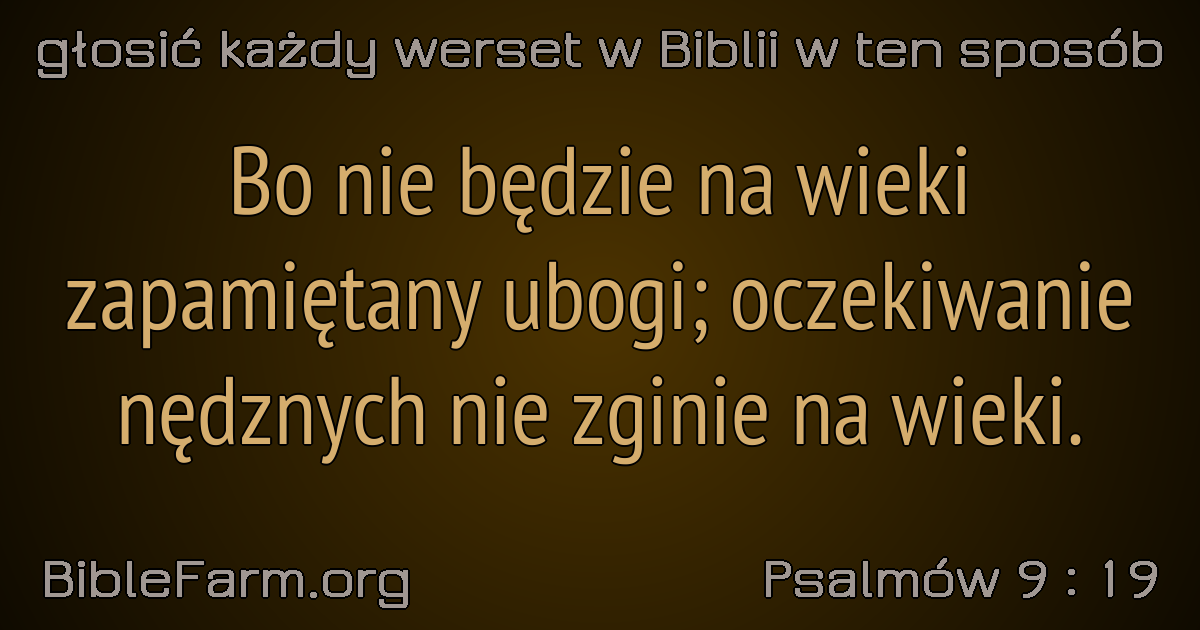 głosić każdy werset w Biblii w ten sposób
Bo nie będzie na wieki
zapamiętany ubogi; oczekiwanie
nędznych nie zginie na wieki.
BibleFarm.org
Psalmów 9 : 19